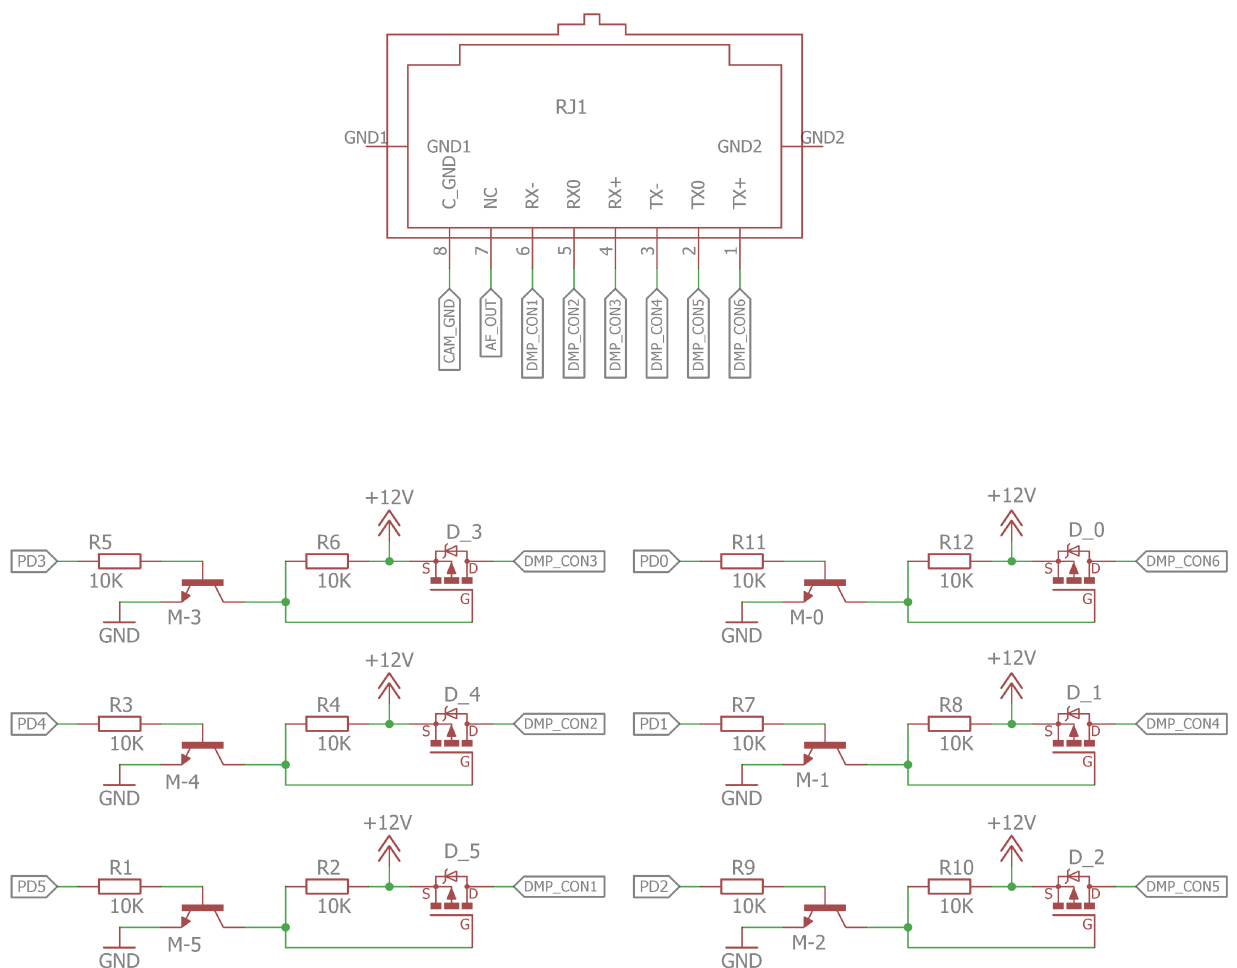 RJ1
GND1
GND1
GND2
GND2
C_GND
NC
RX-
RX0
RX+
TX-
TX0
TX+
8
7
6
5
4
3
2
1
CAM_GND
AF_OUT
DMP_CON1
DMP_CON2
DMP_CON3
DMP_CON4
DMP_CON5
DMP_CON6
+12V
R5
R6
D_3
PD3
S
D
DMP_CON3
10K
10K
G
M-3
GND
+12V
R11
R12
D_0
PD0
S
D
DMP_CON6
10K
10K
G
M-0
GND
+12V
R3
R4
D_4
PD4
S
D
DMP_CON2
10K
10K
G
M-4
GND
+12V
R7
R8
D_1
PD1
S
D
DMP_CON4
10K
10K
G
M-1
GND
+12V
R1
R2
D_5
PD5
S
D
DMP_CON1
10K
10K
G
M-5
GND
+12V
R9
R10
D_2
PD2
S
D
DMP_CON5
10K
10K
G
M-2
GND